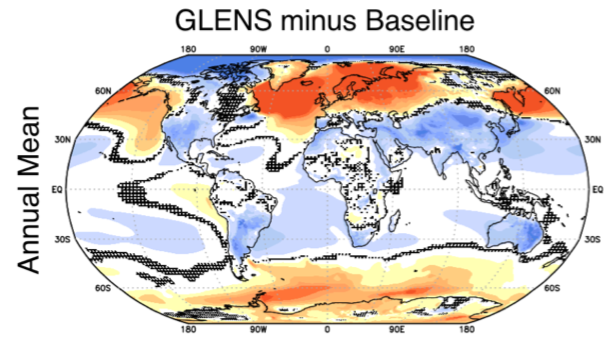 GLENS minus Baseline
180 90W 0 90E 180
60N 60N
30N 30N
Annual Mean
EQ EQ
30S 30S
60S 60S
180 90W 0 90E 180